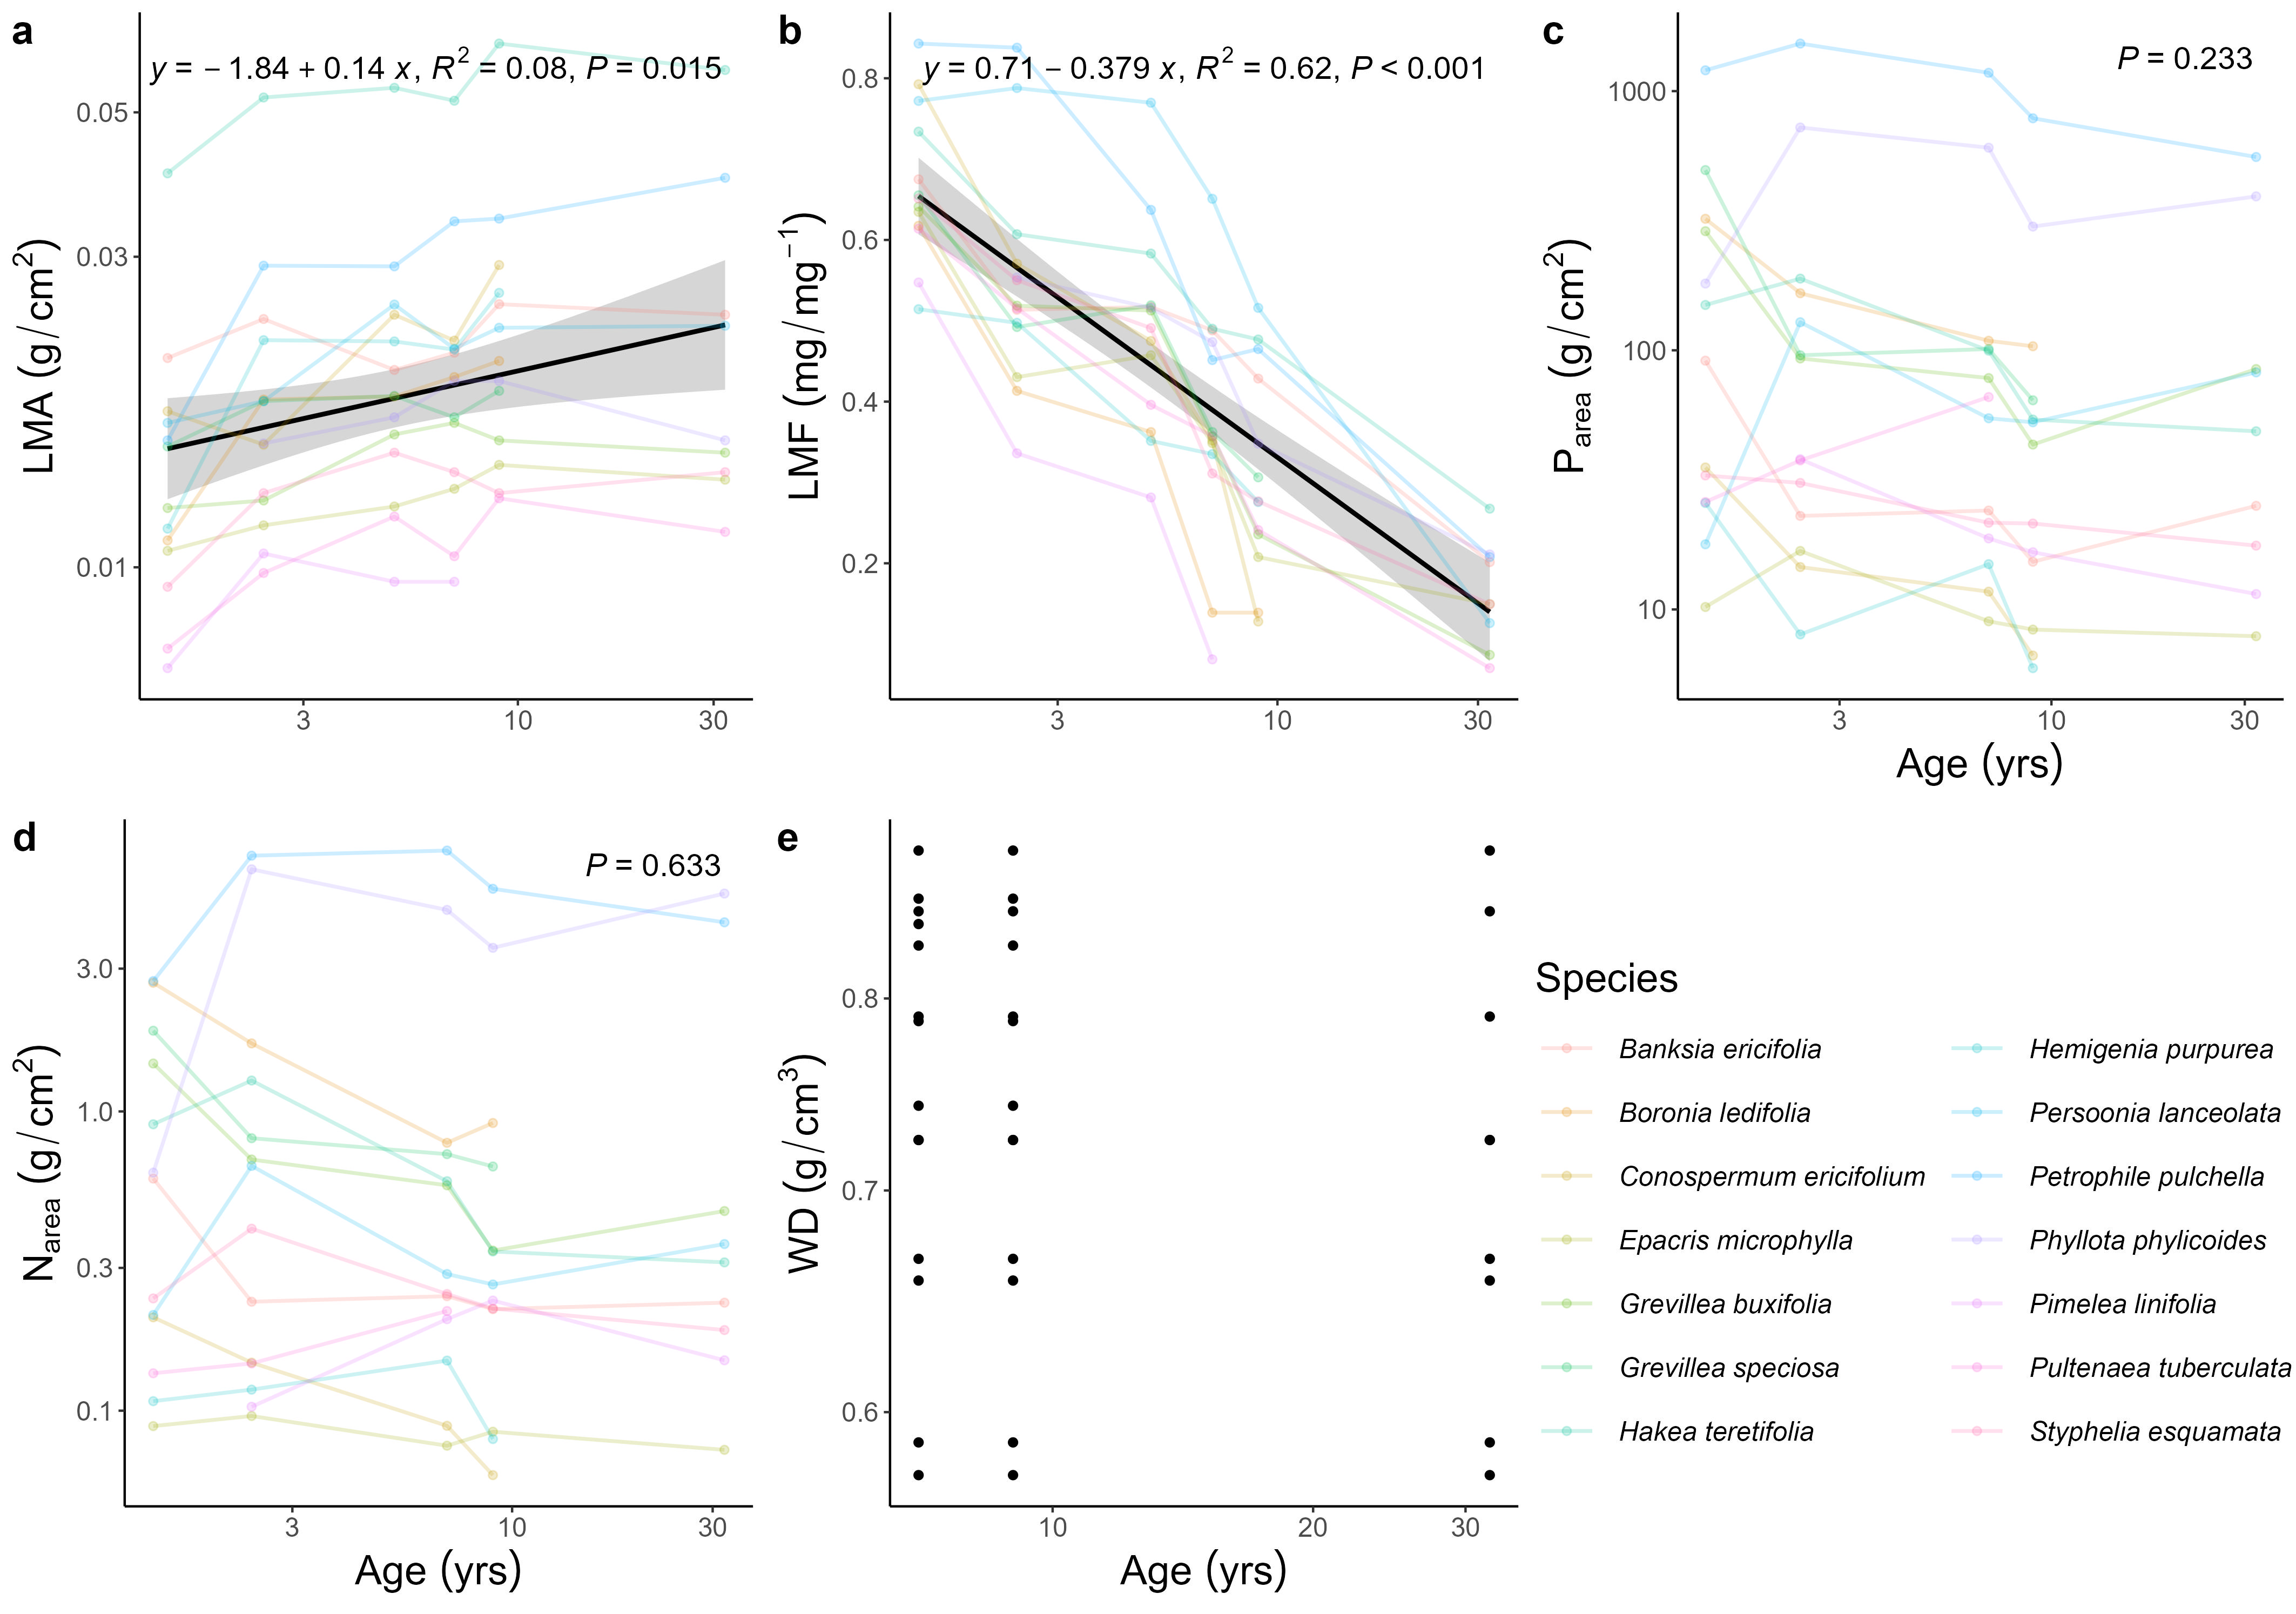 a
y = − 1.84 + 0.14 x, R² = 0.08, P = 0.015
LMA (g/cm²)
0.05
0.03
0.01
3 10 30
b
y = 0.71 − 0.379 x, R² = 0.62, P < 0.001
LMF (mg/mg⁻¹)
0.8
0.6
0.4
0.2
3 10 30
c
P = 0.233
P_area (g/cm²)
1000
100
10
3 10 30
Age (yrs)
d
P = 0.633
N_area (g/cm²)
3.0
1.0
0.3
0.1
3 10 30
Age (yrs)
e
WD (g/cm³)
0.8
0.7
0.6
10 20 30
Age (yrs)
Species
Banksia ericifolia
Boronia ledifolia
Conospermum ericifolium
Epacris microphylla
Grevillea buxifolia
Grevillea speciosa
Hakea teretifolia
Hemigenia purpurea
Persoonia lanceolata
Petrophile pulchella
Phyllota phylicoides
Pimelea linifolia
Pultenaea tuberculata
Styphelia esquamata